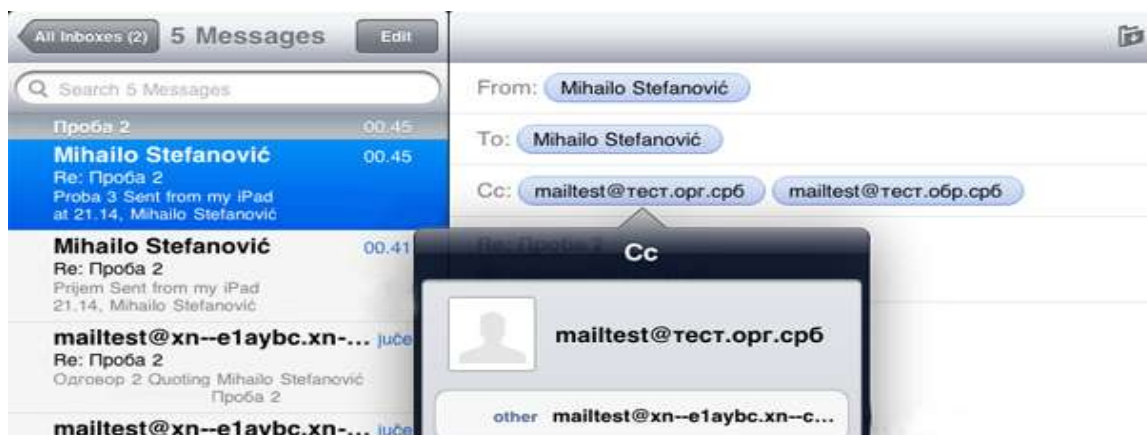 All Inboxes (2) 5 Messages Edit
Search 5 Messages
Проба 2 00.45
Mihailo Stefanović 00.45
Re: Проба 2
Proba 3 Sent from my iPad
at 21.14, Mihailo Stefanović
Mihailo Stefanović 00.41
Re: Проба 2
Prijem Sent from my iPad
21.14, Mihailo Stefanović
mailtest@xn--e1aybc.xn-... juče
Re: Проба 2
Одговор 2 Quoting Mihailo Stefanović
Проба 2
mailtest@xn--e1aybc.xn-... juče
From: Mihailo Stefanović
To: Mihailo Stefanović
Cc: mailtest@тест.орг.срб mailtest@тест.обр.срб
Re: Проба 2
Cc
mailtest@тест.орг.срб
other mailtest@xn--e1aybc.xn--c...